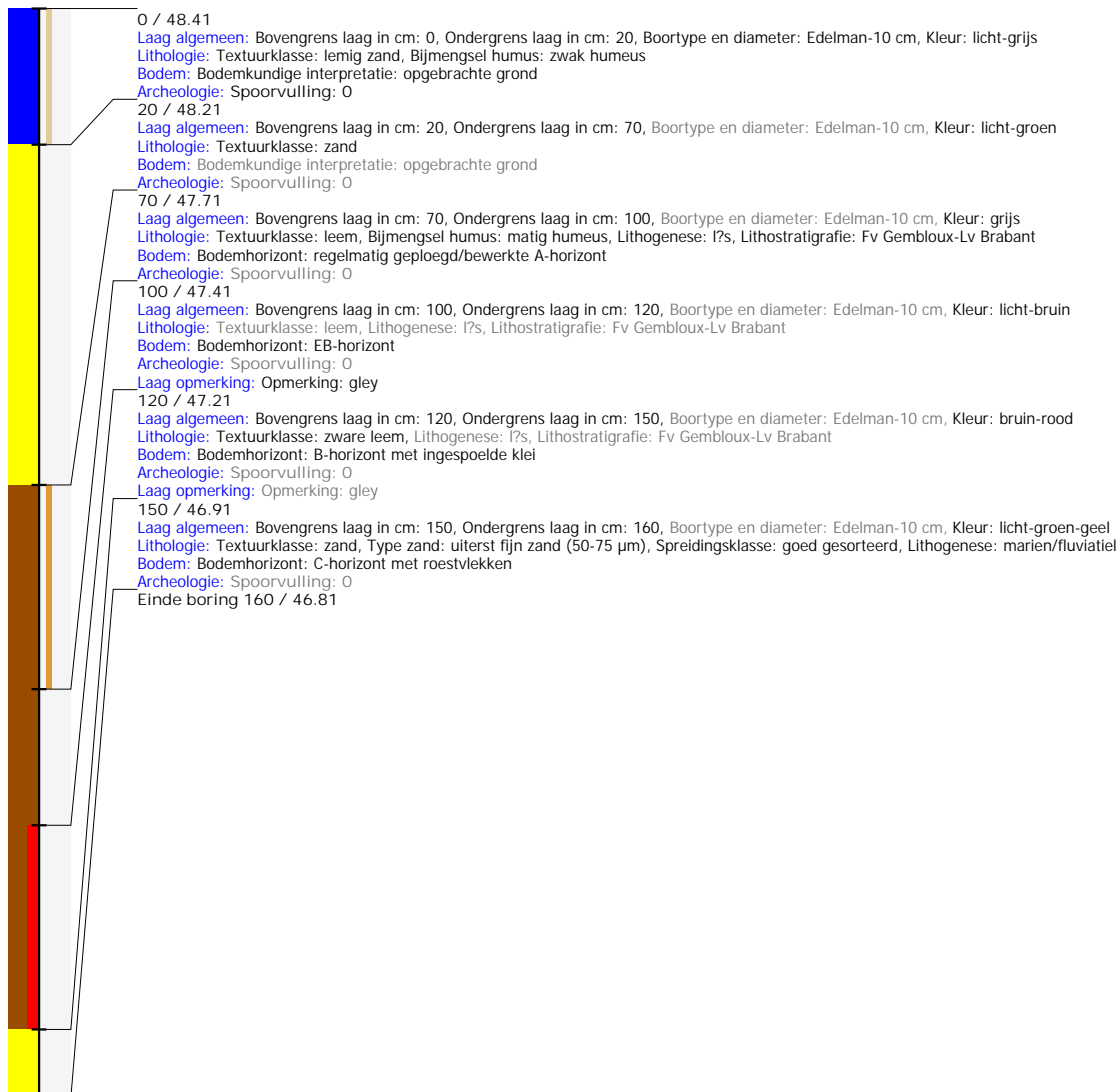 0 / 48.41
Laag algemeen: Bovengrens laag in cm: 0, Ondergrens laag in cm: 20, Boortype en diameter: Edelman-10 cm, Kleur: licht-grijs
Lithologie: Textuurklasse: lemig zand, Bijmengsel humus: zwak humeus
Bodem: Bodemkundige interpretatie: opgebrachte grond
Archeologie: Spoorvulling: 0
20 / 48.21
Laag algemeen: Bovengrens laag in cm: 20, Ondergrens laag in cm: 70, Boortype en diameter: Edelman-10 cm, Kleur: licht-groen
Lithologie: Textuurklasse: zand
Bodem: Bodemkundige interpretatie: opgebrachte grond
Archeologie: Spoorvulling: 0
70 / 47.71
Laag algemeen: Bovengrens laag in cm: 70, Ondergrens laag in cm: 100, Boortype en diameter: Edelman-10 cm, Kleur: grijs
Lithologie: Textuurklasse: leem, Bijmengsel humus: matig humeus, Lithogenese: l?s, Lithostratigrafie: Fv Gembloux-Lv Brabant
Bodem: Bodemhorizont: regelmatig geploegd/bewerkte A-horizont
Archeologie: Spoorvulling: 0
100 / 47.41
Laag algemeen: Bovengrens laag in cm: 100, Ondergrens laag in cm: 120, Boortype en diameter: Edelman-10 cm, Kleur: licht-bruin
Lithologie: Textuurklasse: leem, Lithogenese: l?s, Lithostratigrafie: Fv Gembloux-Lv Brabant
Bodem: Bodemhorizont: EB-horizont
Archeologie: Spoorvulling: 0
Laag opmerking: Opmerking: gley
120 / 47.21
Laag algemeen: Bovengrens laag in cm: 120, Ondergrens laag in cm: 150, Boortype en diameter: Edelman-10 cm, Kleur: bruin-rood
Lithologie: Textuurklasse: zware leem, Lithogenese: l?s, Lithostratigrafie: Fv Gembloux-Lv Brabant
Bodem: Bodemhorizont: B-horizont met ingespoelde klei
Archeologie: Spoorvulling: 0
Laag opmerking: Opmerking: gley
150 / 46.91
Laag algemeen: Bovengrens laag in cm: 150, Ondergrens laag in cm: 160, Boortype en diameter: Edelman-10 cm, Kleur: licht-groen-geel
Lithologie: Textuurklasse: zand, Type zand: uiterst fijn zand (50-75 µm), Spreidingsklasse: goed gesorteerd, Lithogenese: marien/fluviatiel
Bodem: Bodemhorizont: C-horizont met roestvlekken
Archeologie: Spoorvulling: 0
Einde boring 160 / 46.81